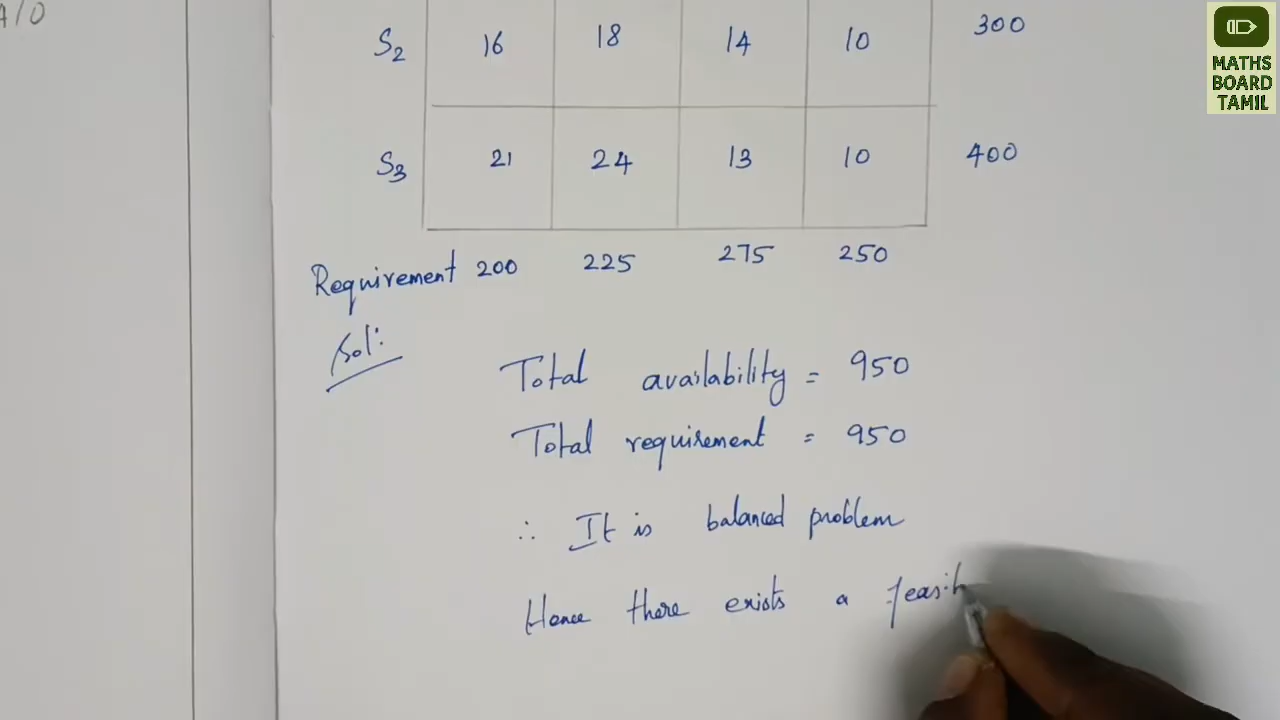 A/O
S2 16 18 14 10 300
S3 21 24 13 10 400
Requirement 200 225 275 250
Sol:
Total availability = 950
Total requirement = 950
∴ It is balanced problem
Hence there exists a feasib
MATHS
BOARD
TAMIL